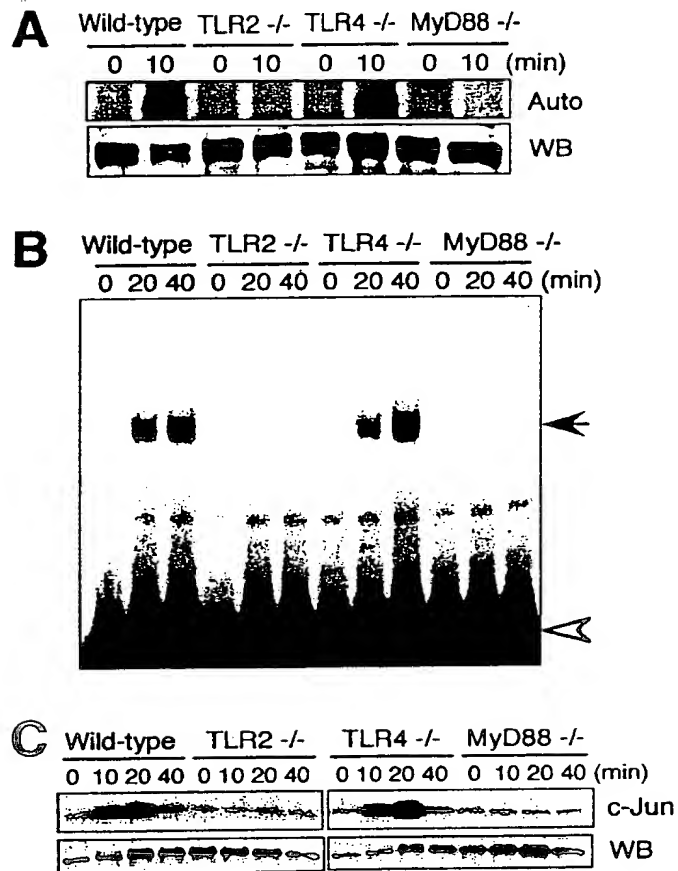 A
Wild-type TLR2 -/- TLR4 -/- MyD88 -/-
0 10 0 10 0 10 0 10 (min)
Auto
WB
B
Wild-type TLR2 -/- TLR4 -/- MyD88 -/-
0 20 40 0 20 40 0 20 40 0 20 40 (min)
C
Wild-type TLR2 -/- TLR4 -/- MyD88 -/-
0 10 20 40 0 10 20 40 0 10 20 40 0 10 20 40 (min)
c-Jun
WB